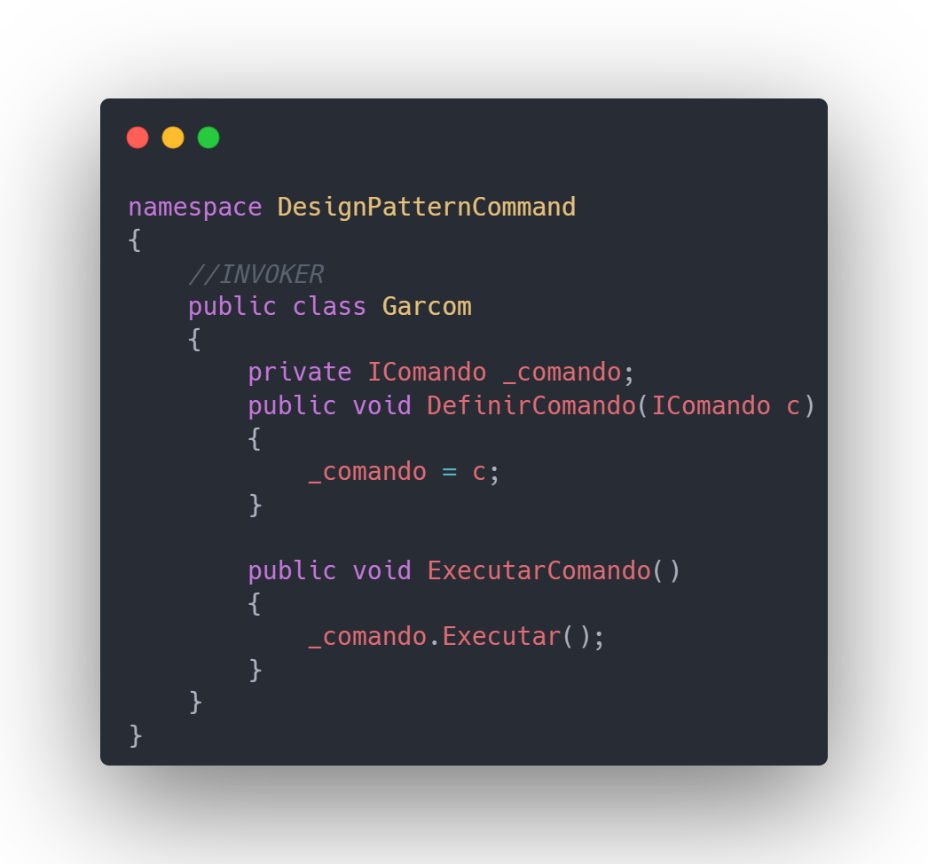 namespace DesignPatternCommand
{
    //INVOKER
    public class Garcom
    {
        private IComando _comando;
        public void DefinirComando(IComando c)
        {
            _comando = c;
        }

        public void ExecutarComando()
        {
            _comando.Executar();
        }
    }
}